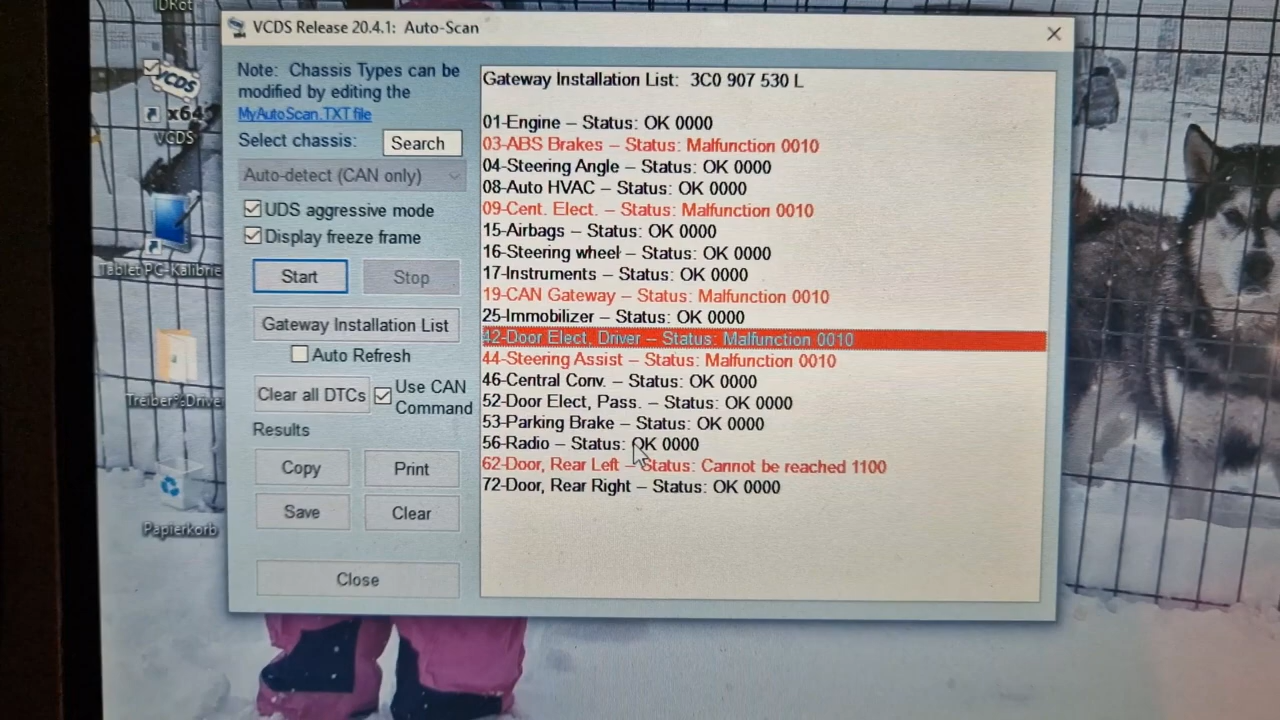 IDRot
VCDS Release 20.4.1: Auto-Scan
Note: Chassis Types can be
modified by editing the
MyAutoScan.TXT file
Select chassis:
Search
Auto-detect (CAN only)
UDS aggressive mode
Display freeze frame
Start
Stop
Gateway Installation List
Auto Refresh
Clear all DTCs
Use CAN
Command
Results
Copy
Print
Save
Clear
Close
Gateway Installation List: 3C0 907 530 L
01-Engine -- Status: OK 0000
03-ABS Brakes -- Status: Malfunction 0010
04-Steering Angle -- Status: OK 0000
08-Auto HVAC -- Status: OK 0000
09-Cent. Elect. -- Status: Malfunction 0010
15-Airbags -- Status: OK 0000
16-Steering wheel -- Status: OK 0000
17-Instruments -- Status: OK 0000
19-CAN Gateway -- Status: Malfunction 0010
25-Immobilizer -- Status: OK 0000
42-Door Elect, Driver -- Status: Malfunction 0010
44-Steering Assist -- Status: Malfunction 0010
46-Central Conv. -- Status: OK 0000
52-Door Elect, Pass. -- Status: OK 0000
53-Parking Brake -- Status: OK 0000
56-Radio -- Status: OK 0000
62-Door, Rear Left -- Status: Cannot be reached 1100
72-Door, Rear Right -- Status: OK 0000
VCDS
x64
VCDS
Tablet PC-Kalibrie
Papierkorb